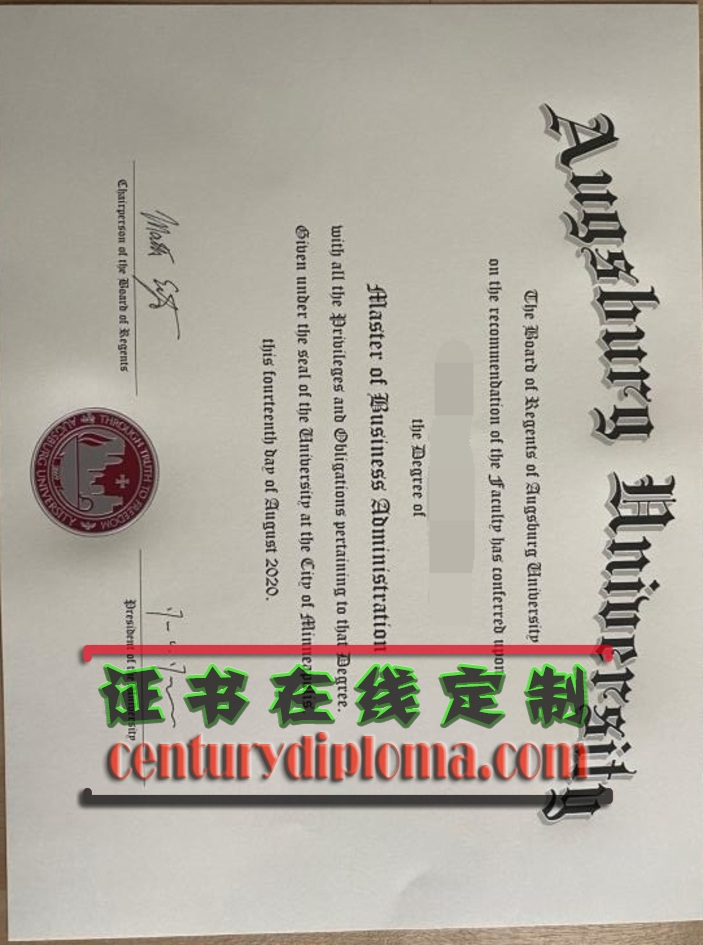 Augsburg University
The Board of Regents of Augsburg University
on the recommendation of the Faculty has conferred upon
the Degree of
Master of Business Administration
with all the Privileges and Obligations pertaining to that Degree.
Given under the seal of the University at the City of Minneapolis
this fourteenth day of August 2020.
Chairperson of the Board of Regents
THROUGH TRUTH TO FREEDOM
AUGSBURG UNIVERSITY
President of the University
证书在线定制
centurydiploma.com